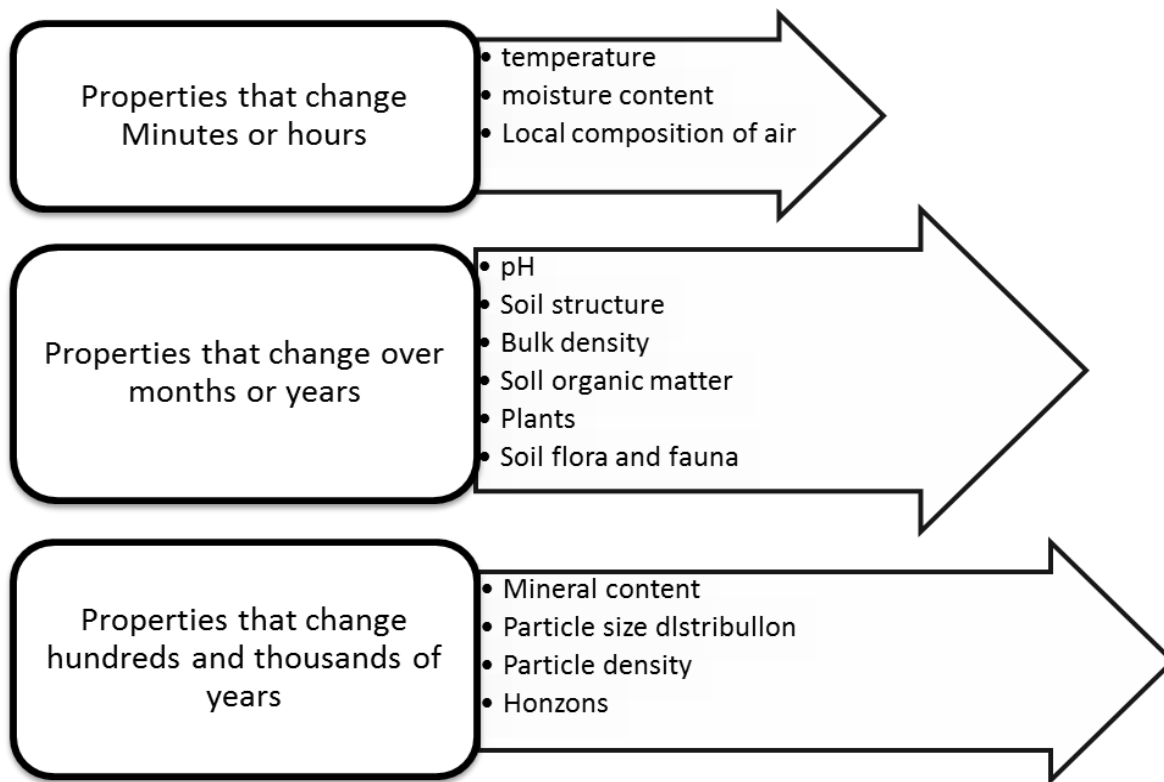 Properties that change
Minutes or hours
• temperature
• moisture content
• Local composition of air
Properties that change over
months or years
• pH
• Soil structure
• Bulk density
• SoIl organic matter
• Plants
• Soil flora and fauna
Properties that change
hundreds and thousands of
years
• Mineral content
• Particle size dlstribullon
• Particle density
• Honzons